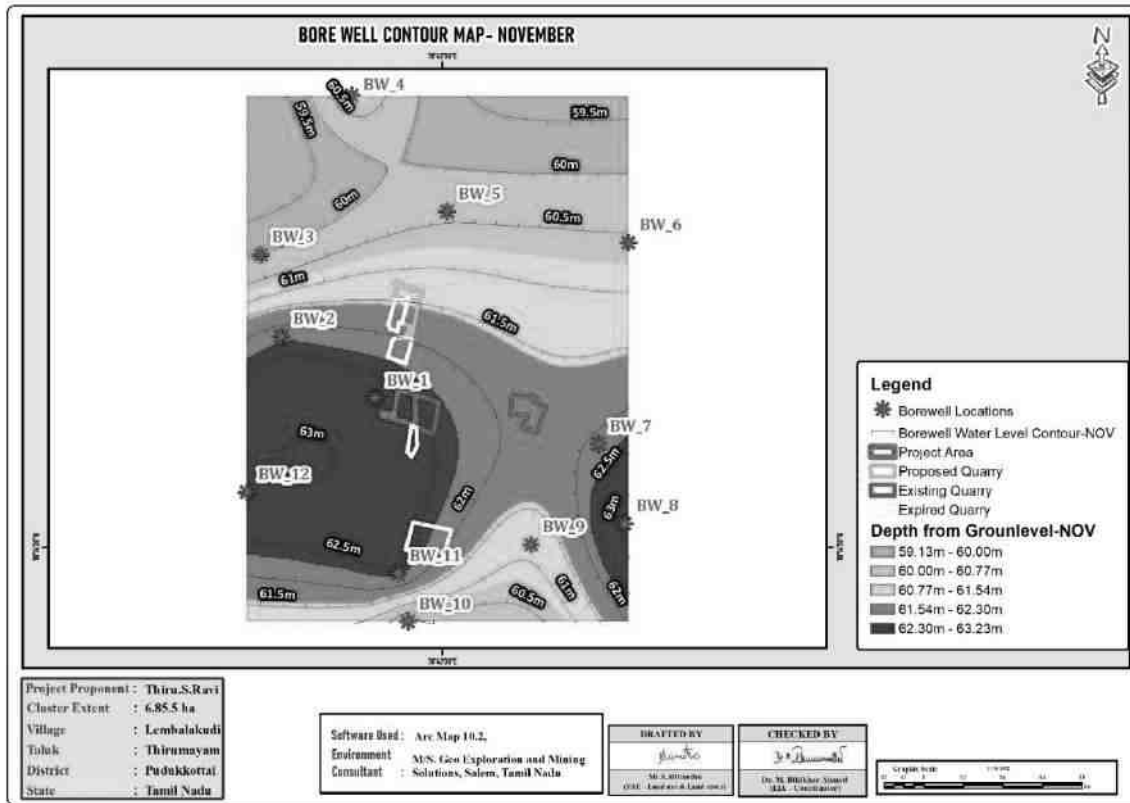 BORE WELL CONTOUR MAP- NOVEMBER
N
BW_4
60.5m
59.5m
59.5m
60m
60m
BW_5
60.5m
BW_6
BW_3
61m
61.5m
BW_2
BW_1
63m
BW_7
62.5m
BW_12
62m
63m
BW_8
BW_9
62.5m
BW_11
61m
62m
61.5m
60.5m
BW_10
Legend
Borewell Locations
Borewell Water Level Contour-NOV
Project Area
Proposed Quarry
Existing Quarry
Expired Quarry
Depth from Grounlevel-NOV
59.13m - 60.00m
60.00m - 60.77m
60.77m - 61.54m
61.54m - 62.30m
62.30m - 63.23m
Project Proponent : Thiru.S.Ravi
Cluster Extent : 6.85.5 ha
Village : Lembalakudi
Taluk : Thirumayam
District : Pudukkottai
State : Tamil Nadu
Software Used : Arc Map 10.2,
Environment Consultant : M/S. Geo Exploration and Mining
Solutions, Salem, Tamil Nadu
DRAFTED BY
CHECKED BY
Graphic Scale